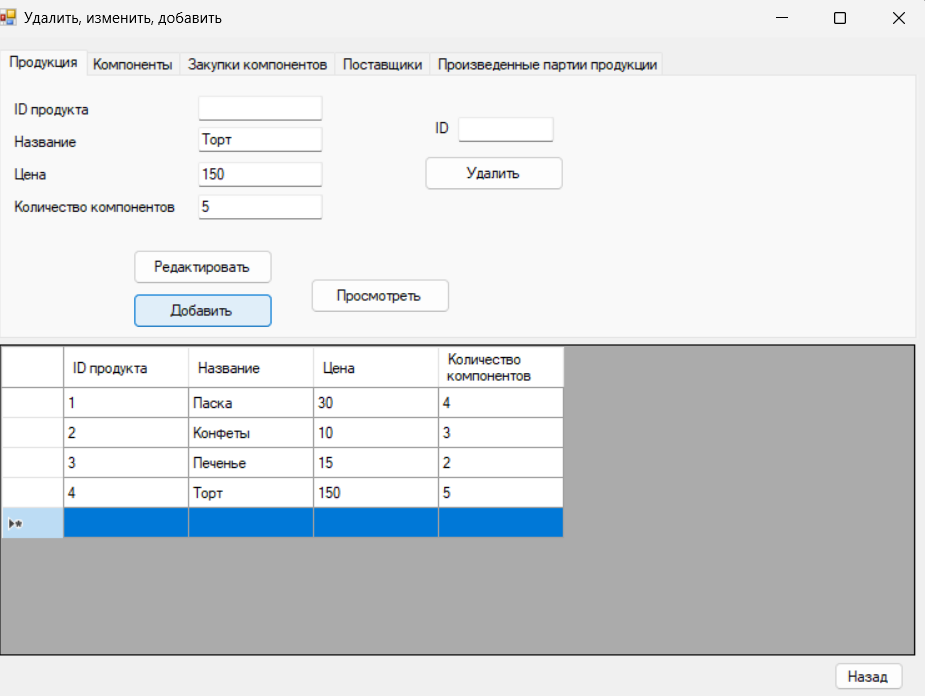 Удалить, изменить, добавить
Продукция Компоненты Закупки компонентов Поставщики Произведенные партии продукции
ID продукта
Название Торт
Цена 150
Количество компонентов 5
ID
Удалить
Редактировать
Добавить
Просмотреть
ID продукта Название Цена Количество компонентов
1 Паска 30 4
2 Конфеты 10 3
3 Печенье 15 2
4 Торт 150 5
Назад